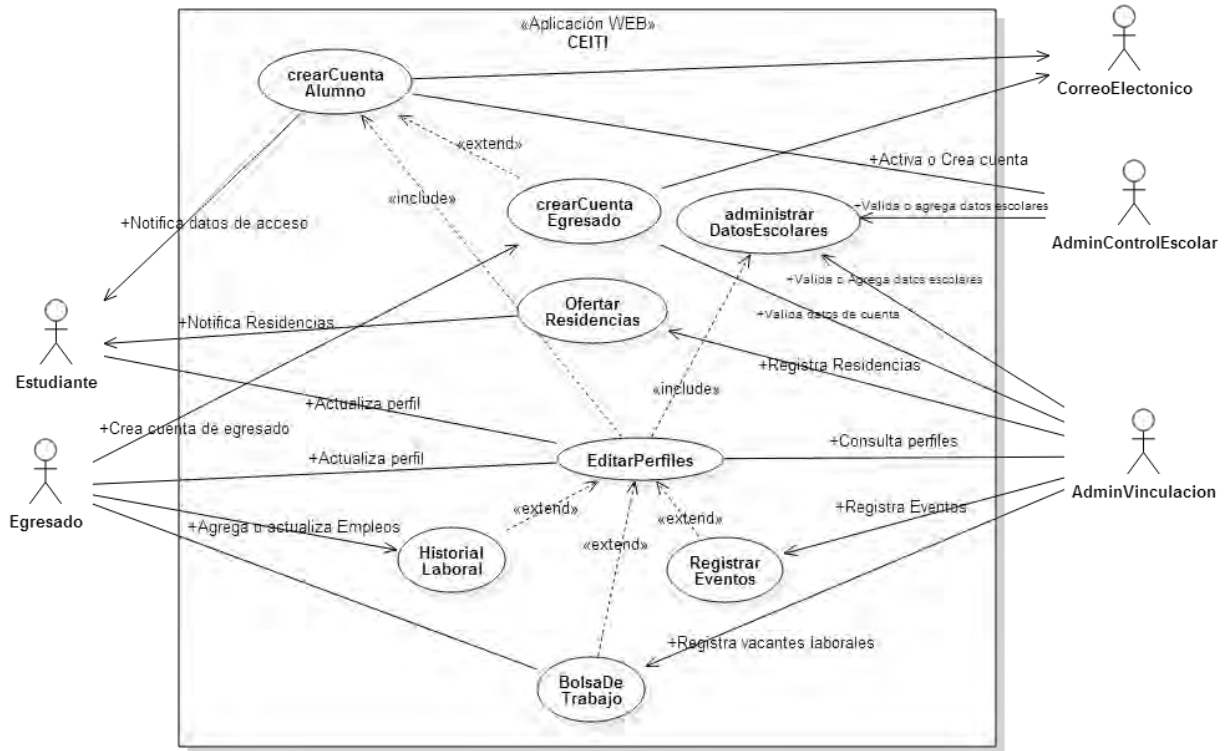 «Aplicación WEB»
CEITI
crearCuenta
Alumno
CorreoElectonico
«extend»
+Activa o Crea cuenta
«include»
crearCuenta
Egresado
administrar
DatosEscolares
+Valida o agrega datos escolares
AdminControlEscolar
+Notifica datos de acceso
+Valida o Agrega datos escolares
Ofertar
Residencias
+Valida datos de cuenta
+Notifica Residencias
Estudiante
+Registra Residencias
«include»
+Actualiza perfil
+Crea cuenta de egresado
+Consulta perfiles
+Actualiza perfil
EditarPerfiles
AdminVinculacion
Egresado
+Agrega o actualiza Empleos
«extend»
«extend»
+Registra Eventos
«extend»
Historial
Laboral
Registrar
Eventos
+Registra vacantes laborales
BolsaDe
Trabajo